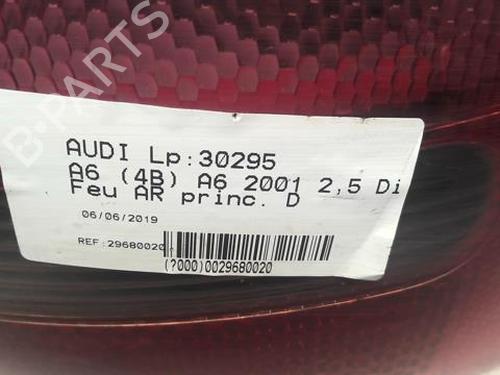 B-PARTS
AUDI Lp:30295
A6 (4B) A6 2001 2,5 Di
Feu AR princ. D
06/06/2019
REF:29680020
(?000)0029680020